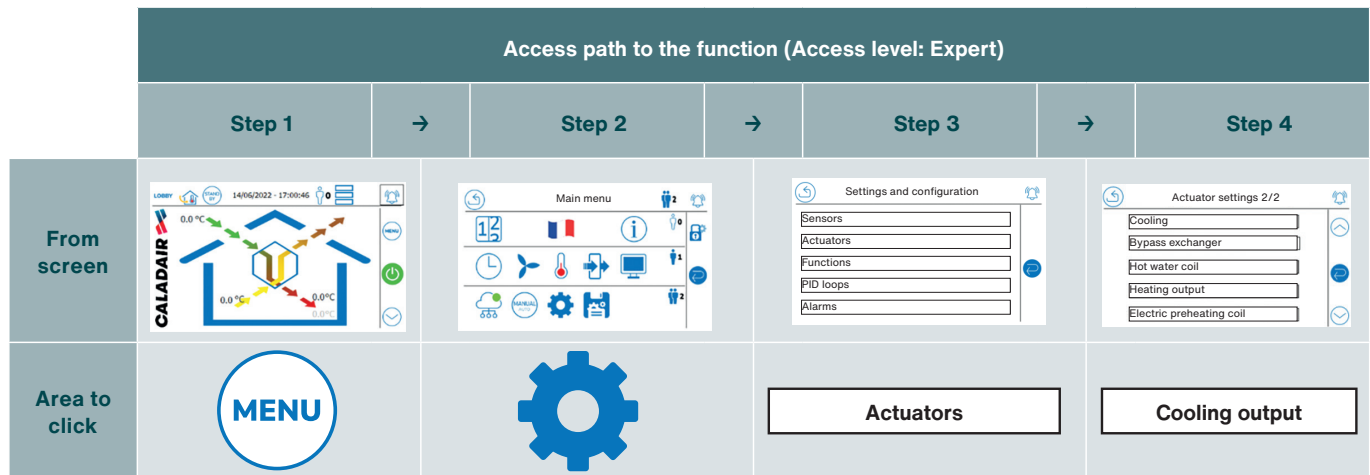 Access path to the function (Access level: Expert)
Step 1 → Step 2 → Step 3 → Step 4
From
screen
LOBBY STAND BY 14/06/2022 - 17:00:46 0
0.0 °C
MENU
CALADAIR
0.0 °C 0.0°C
0.0°C
Main menu 2
12 2 i 0
1
MANUAL AUTO 2
Settings and configuration
Sensors
Actuators
Functions
PID loops
Alarms
Actuator settings 2/2
Cooling
Bypass exchanger
Hot water coil
Heating output
Electric preheating coil
Area to
click
MENU
Actuators
Cooling output